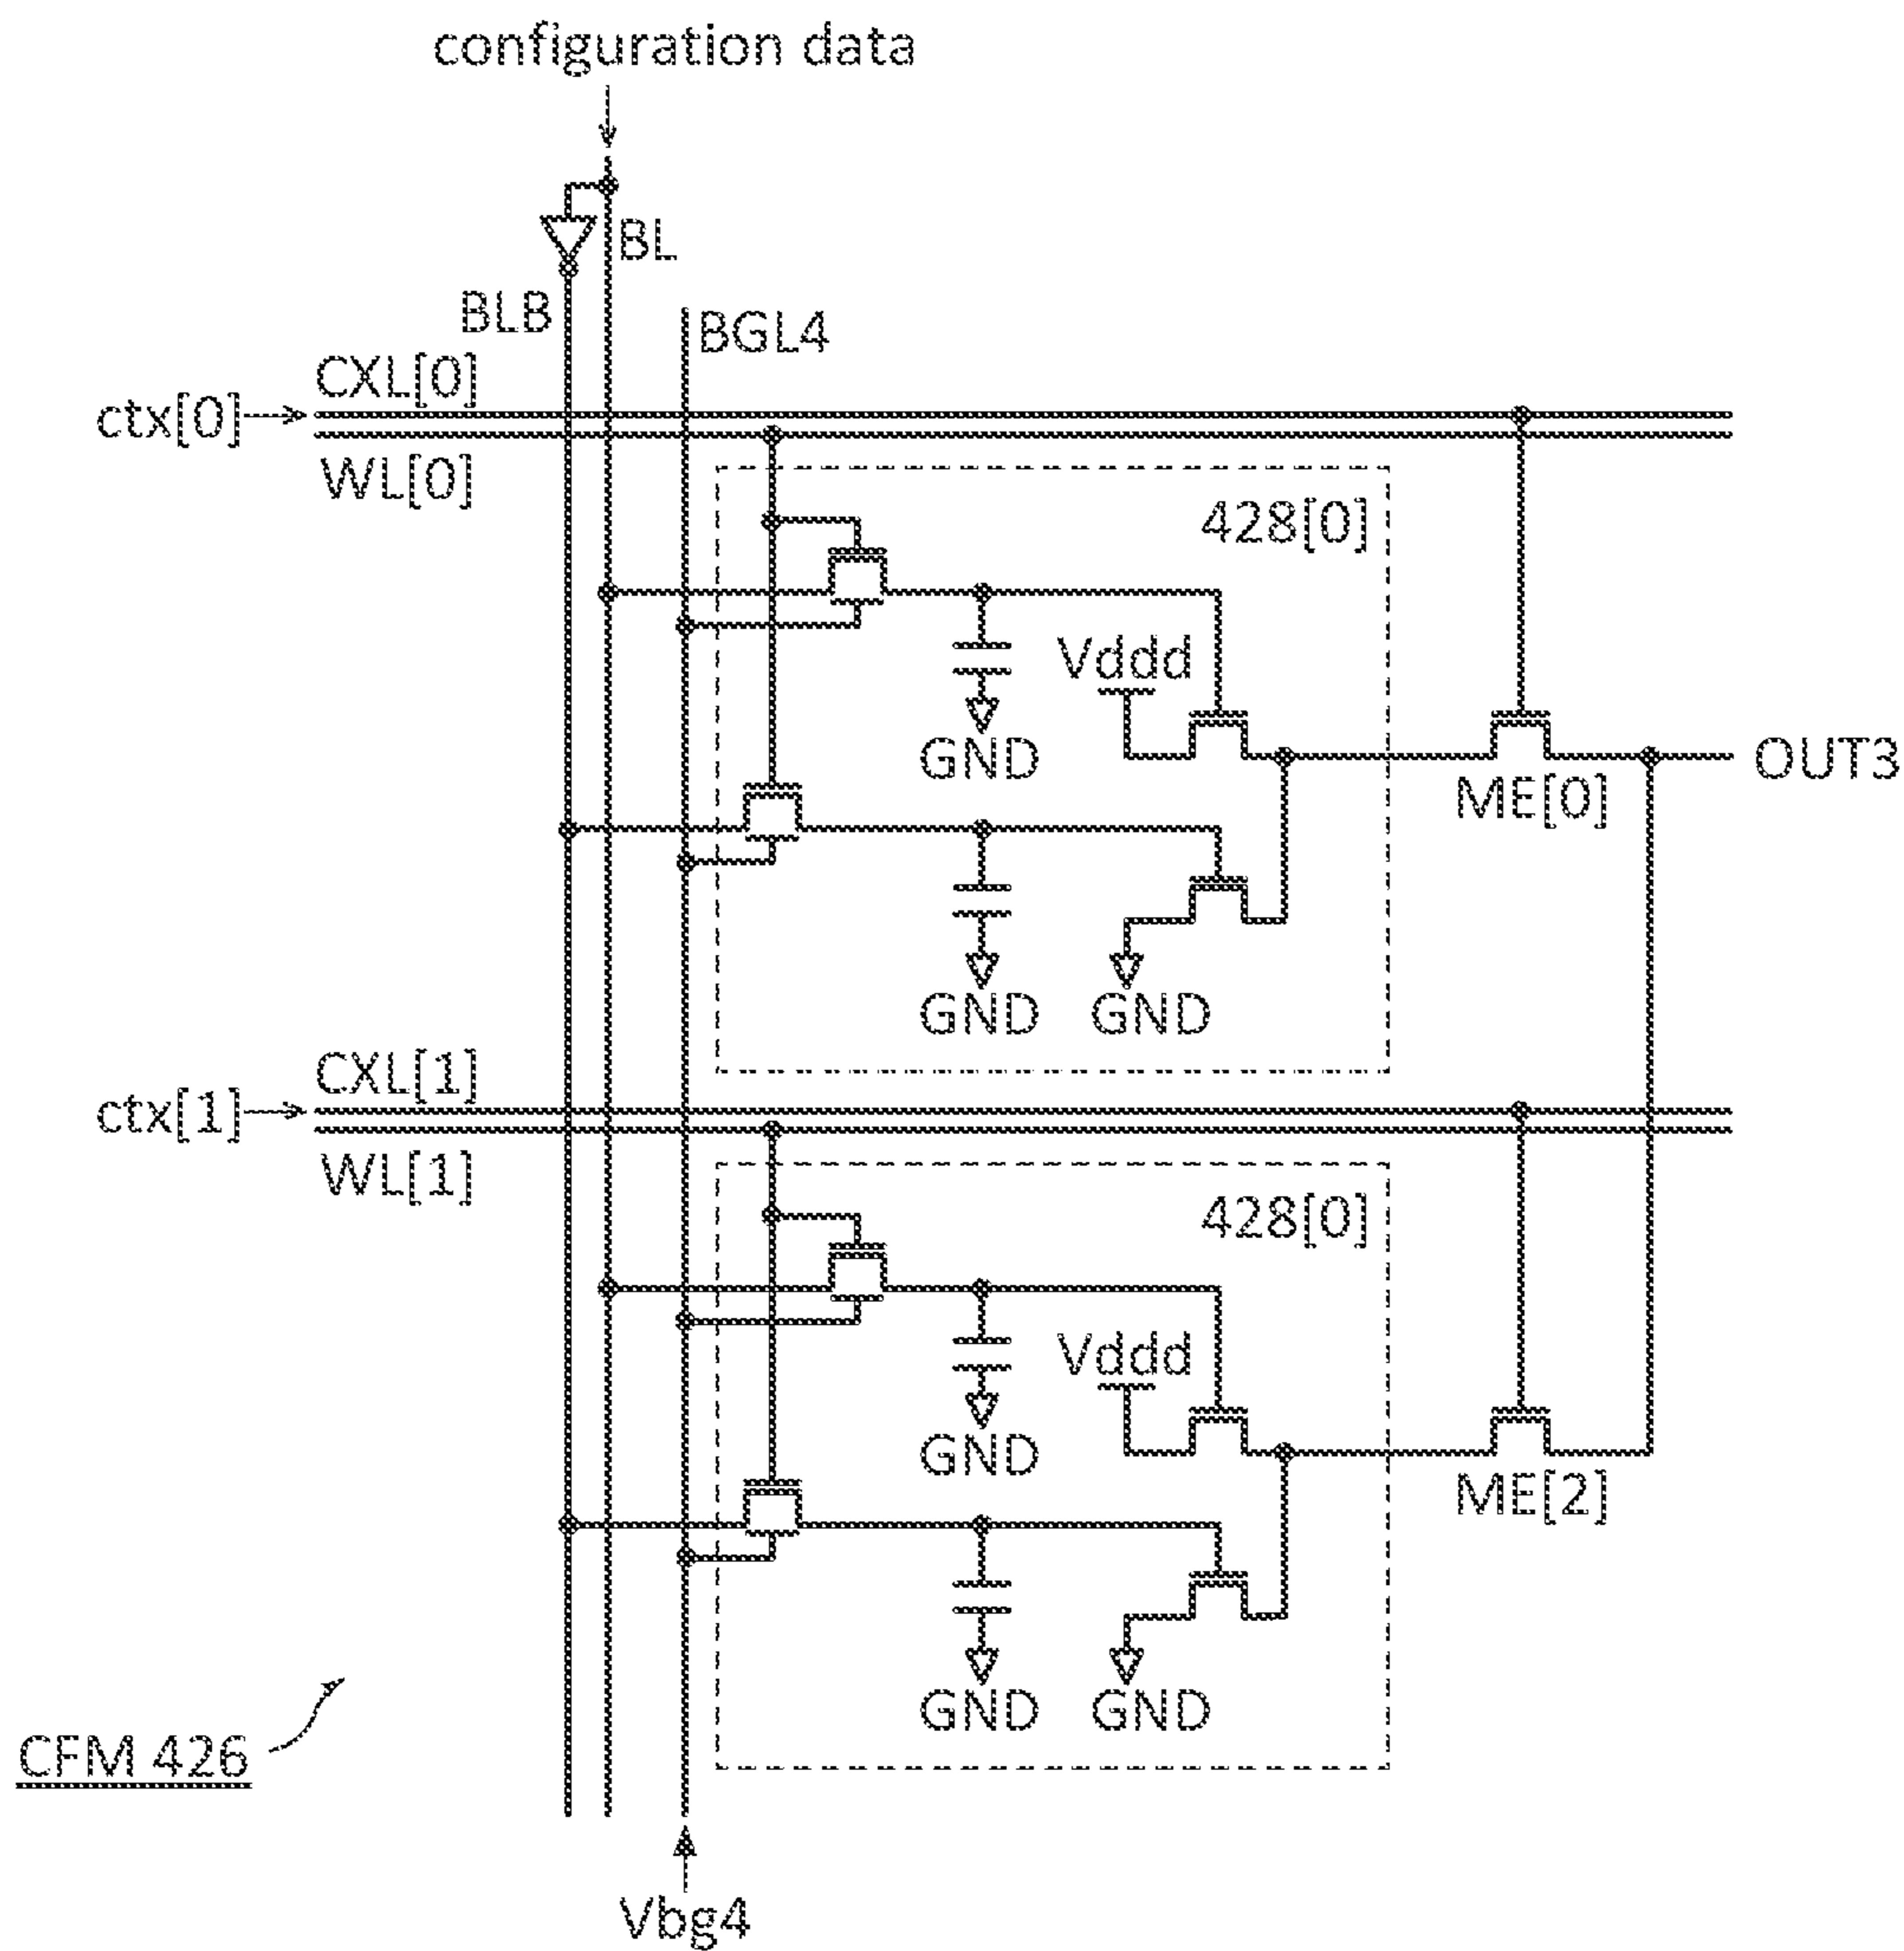 configuration data
BL
BLB
BGL4
CXL[0]
ctx[0]
WL[0]
428[0]
Vddd
GND
OUT3
ME[0]
GND
GND
CXL[1]
ctx[1]
WL[1]
428[0]
Vddd
GND
ME[2]
GND
GND
CFM 426
Vbg4